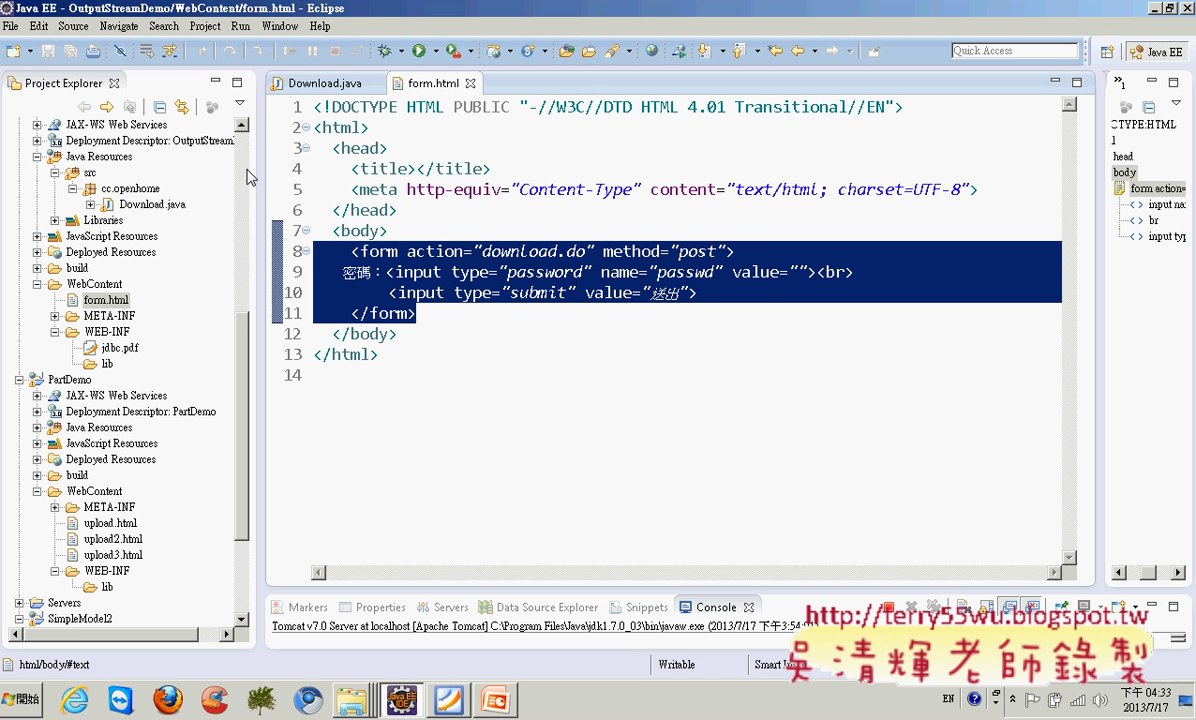 Java EE - OutputStreamDemo/WebContent/form.html - Eclipse
File Edit Source Navigate Search Project Run Window Help
Quick Access
Java EE
Project Explorer
Download.java
form.html
JAX-WS Web Services
Deployment Descriptor: OutputStreamI
Java Resources
src
cc.openhome
Download.java
Libraries
JavaScript Resources
Deployed Resources
build
WebContent
form.html
META-INF
WEB-INF
jdbc.pdf
lib
PartDemo
JAX-WS Web Services
Deployment Descriptor: PartDemo
Java Resources
JavaScript Resources
Deployed Resources
build
WebContent
META-INF
upload.html
upload2.html
upload3.html
WEB-INF
lib
Servers
SimpleModel2
1 <!DOCTYPE HTML PUBLIC "-//W3C//DTD HTML 4.01 Transitional//EN">
2 <html>
3 <head>
4 <title></title>
5 <meta http-equiv="Content-Type" content="text/html; charset=UTF-8">
6 </head>
7 <body>
8 <form action="download.do" method="post">
9 密碼：<input type="password" name="passwd" value=""><br>
10 <input type="submit" value="送出">
11 </form>
12 </body>
13 </html>
14
1
CTYPE:HTML
1
head
body
form action=
input na
br
input typ
Markers Properties Servers Data Source Explorer Snippets Console
Tomcat v7.0 Server at localhost [Apache Tomcat] C:\Program Files\Java\jdk1.7.0_03\bin\javaw.exe (2013/7/17 下午3:54:0
http://terry55wu.blogspot.tw
吳清輝老師錄製
html/body/#text
Writable
Smart
開始
EN
下午 04:33
2013/7/17